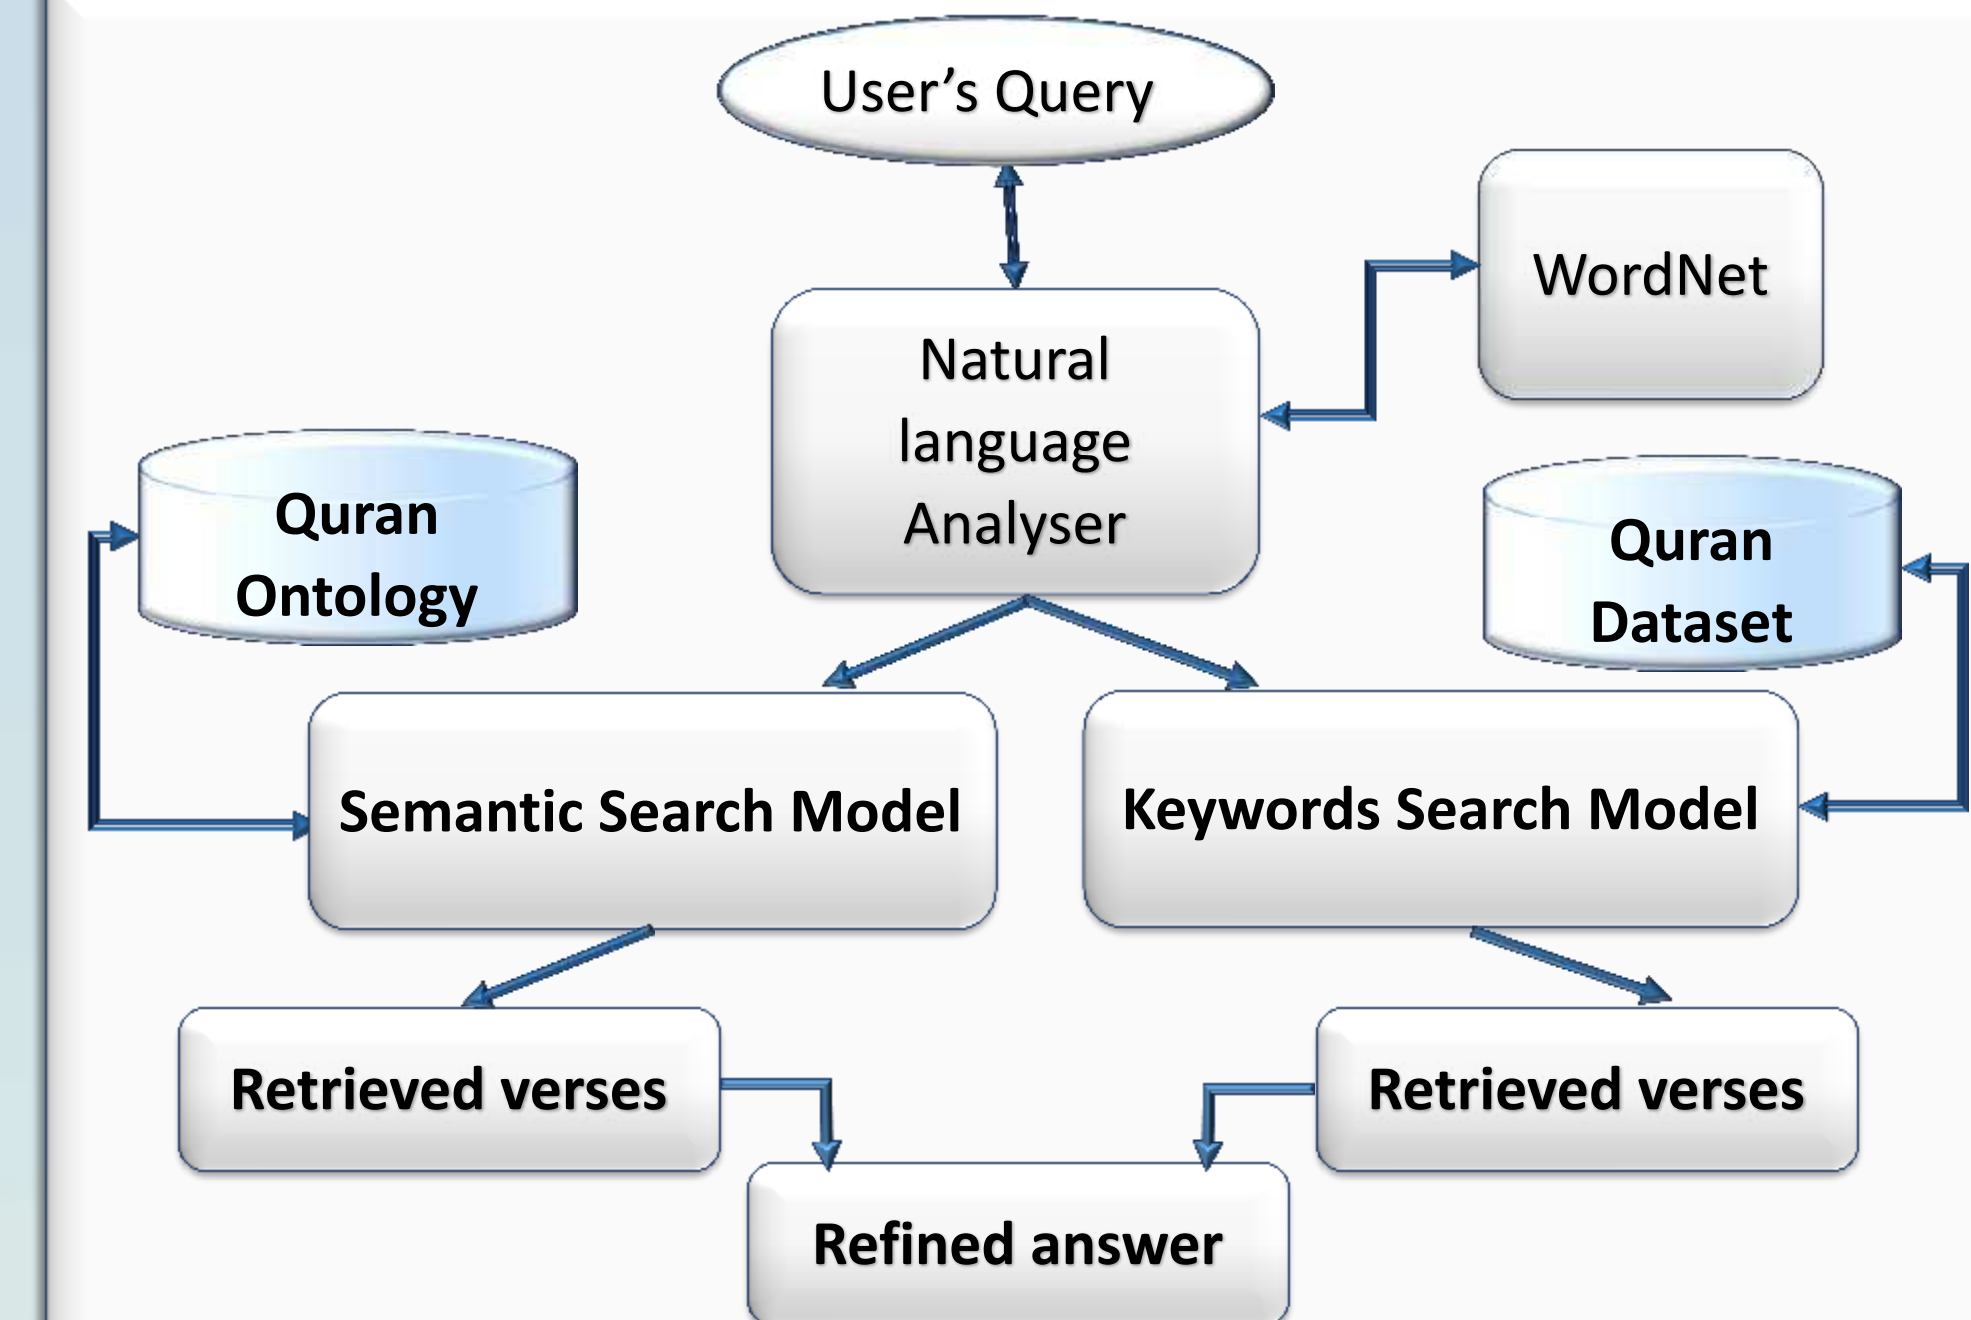 User’s Query
WordNet
Natural
language
Analyser
Quran
Ontology
Quran
Dataset
Semantic Search Model
Keywords Search Model
Retrieved verses
Retrieved verses
Refined answer